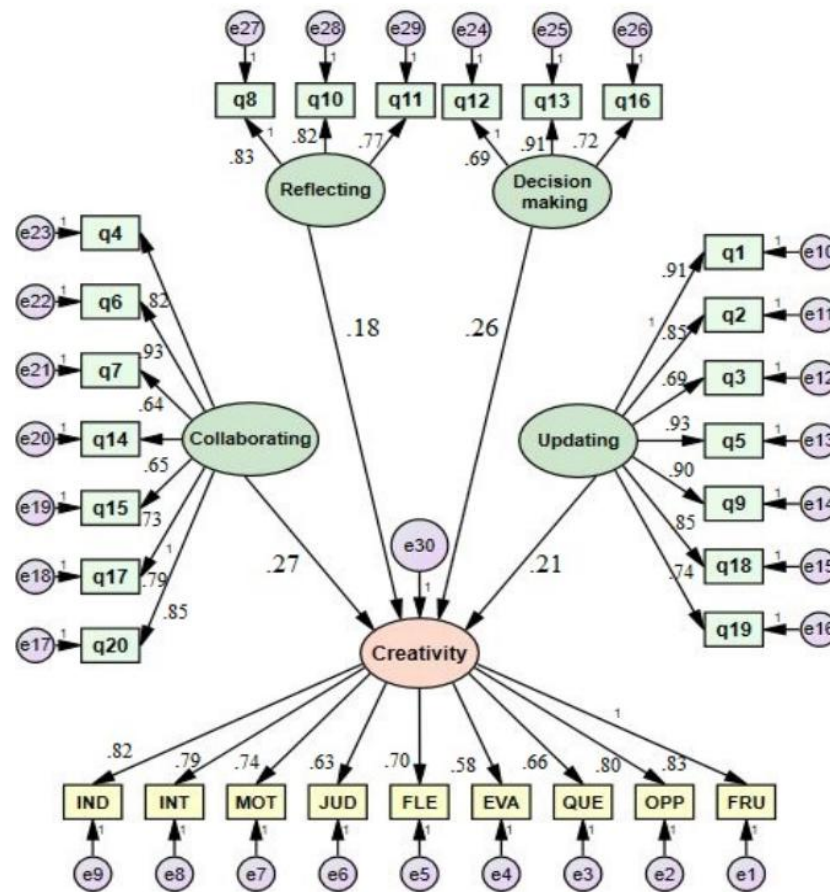 e27 e28 e29 e24 e25 e26
1 1 1 1 1 1
q8 q10 q11 q12 q13 q16
1 .82 .77 1 .91 .72
.83 .69
Reflecting Decision
making
e23 1 q4 q1 1 e10
.82 .91
e22 1 q6 q2 1 e11
1 .85
.93 .18 .26 .69
e21 1 q7 q3 1 e12
.64 .93
e20 1 q14 Collaborating Updating q5 1 e13
.65 .90
e19 1 q15 q9 1 e14
.73 .85
e30
1 .27 .21
e18 1 q17 q18 1 e15
.79 1 .74
.85
e17 1 q20 q19 1 e16
Creativity
1
.82 .79 .74 .63 .70 .58 .66 .80 .83
IND INT MOT JUD FLE EVA QUE OPP FRU
1 1 1 1 1 1 1 1 1
e9 e8 e7 e6 e5 e4 e3 e2 e1